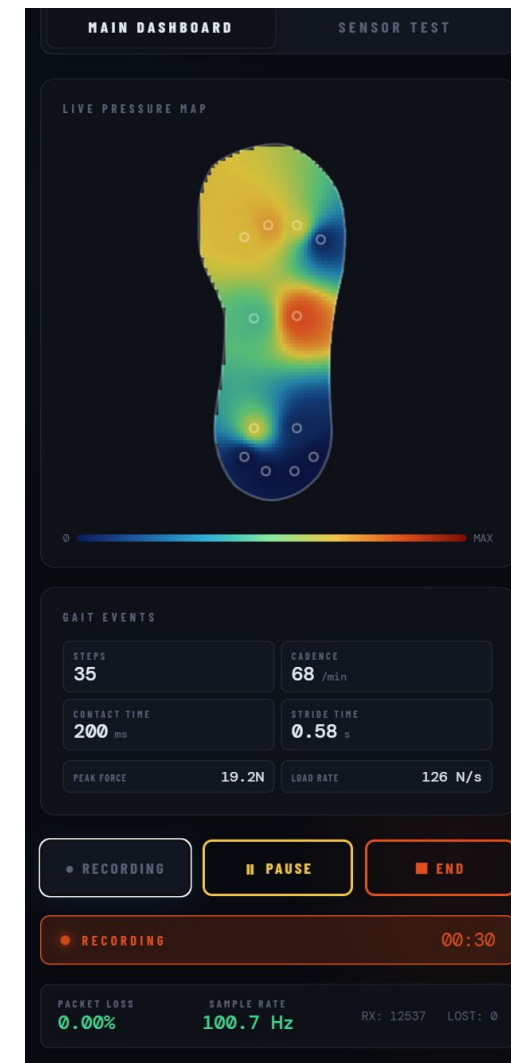 MAIN DASHBOARD SENSOR TEST
LIVE PRESSURE MAP
0 MAX
GAIT EVENTS
STEPS CADENCE
35 68 /min
CONTACT TIME STRIDE TIME
200 ms 0.58 s
PEAK FORCE 19.2N LOAD RATE 126 N/s
RECORDING PAUSE END
RECORDING 00:30
PACKET LOSS SAMPLE RATE
0.00% 100.7 Hz RX: 12537 LOST: 0